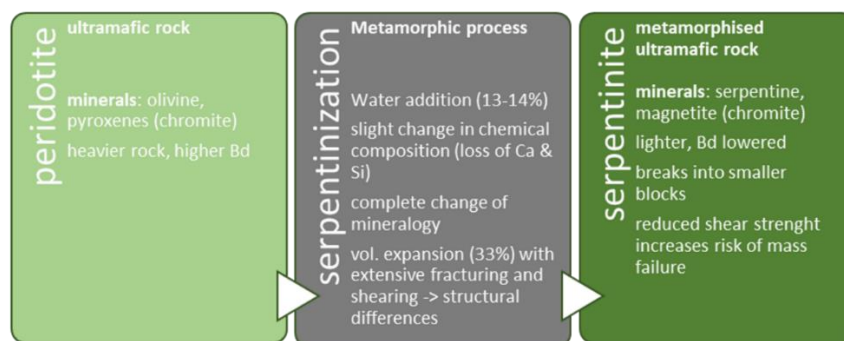 peridotite
ultramafic rock
minerals: olivine,
pyroxenes (chromite)
heavier rock, higher Bd
serpentinization
Metamorphic process
Water addition (13-14%)
slight change in chemical
composition (loss of Ca &
Si)
complete change of
mineralogy
vol. expansion (33%) with
extensive fracturing and
shearing -> structural
differences
serpentinite
metamorphised
ultramafic rock
minerals: serpentine,
magnetite (chromite)
lighter, Bd lowered
breaks into smaller
blocks
reduced shear strenght
increases risk of mass
failure